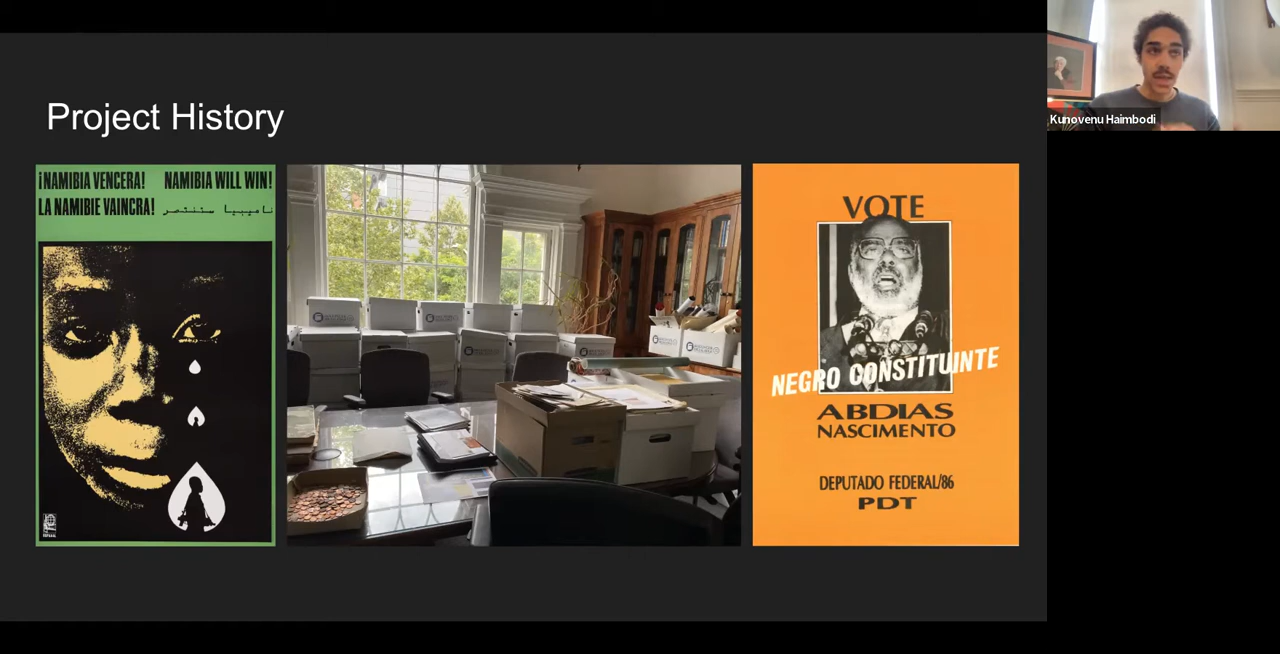 Project History
¡NAMIBIA VENCERA! NAMIBIA WILL WIN!
LA NAMIBIE VAINCRA! ناميبيا ستنتصر
VOTE
NEGRO CONSTITUINTE
ABDIAS
NASCIMENTO
DEPUTADO FEDERAL/86
PDT
Kunovenu Haimbodi